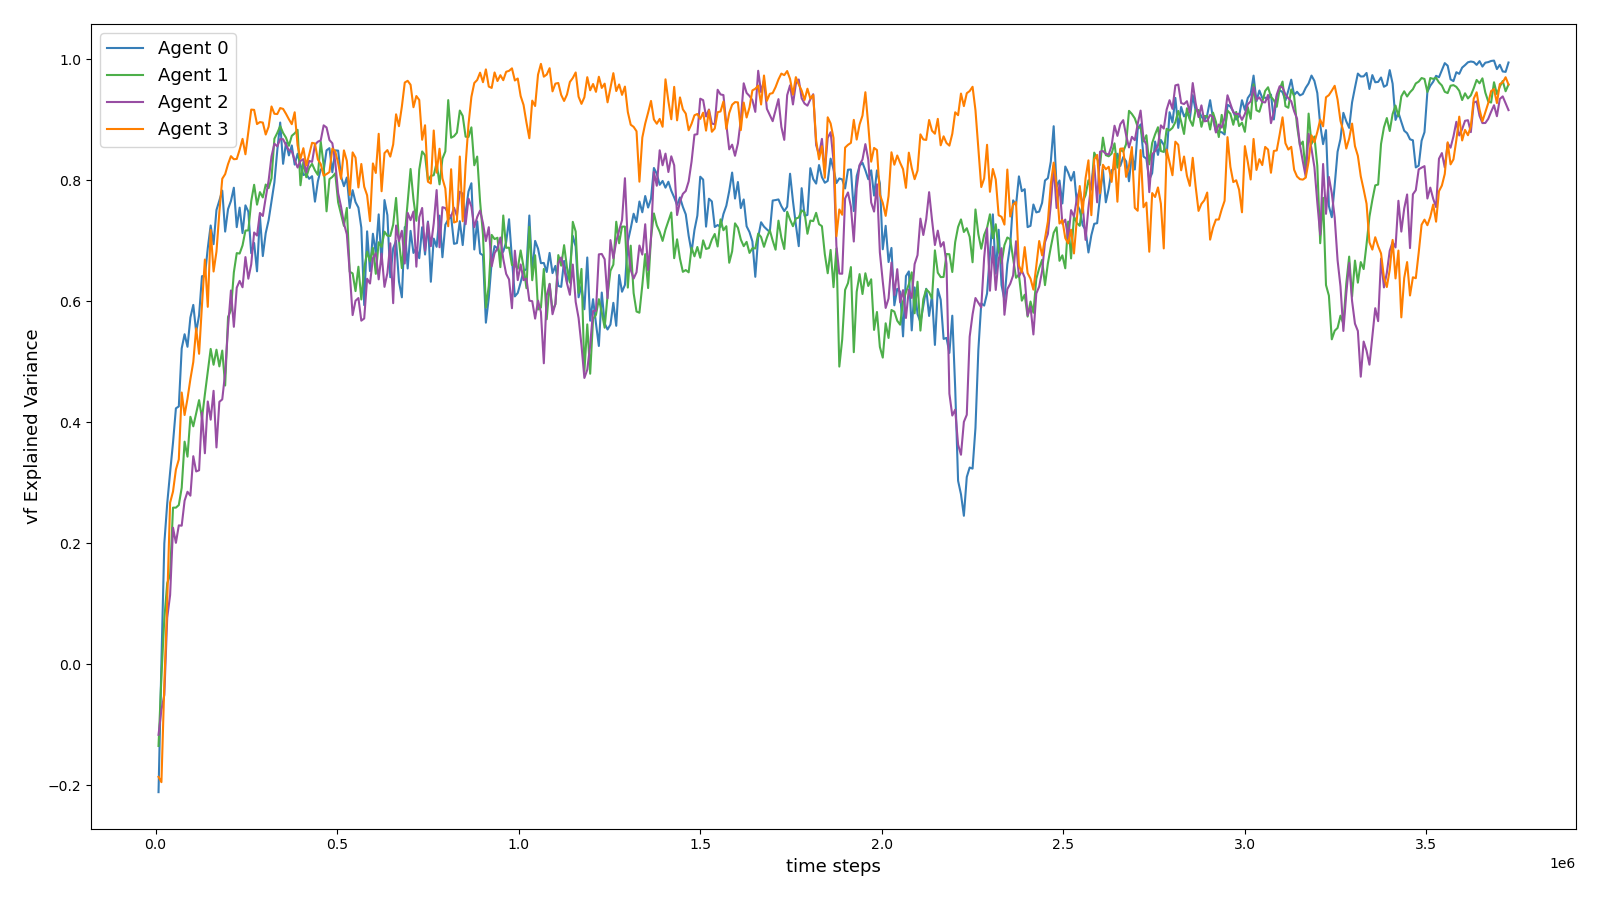 Agent 0
Agent 1
Agent 2
Agent 3
vf Explained Variance
1.0
0.8
0.6
0.4
0.2
0.0
−0.2
0.0 0.5 1.0 1.5 2.0 2.5 3.0 3.5
1e6
time steps